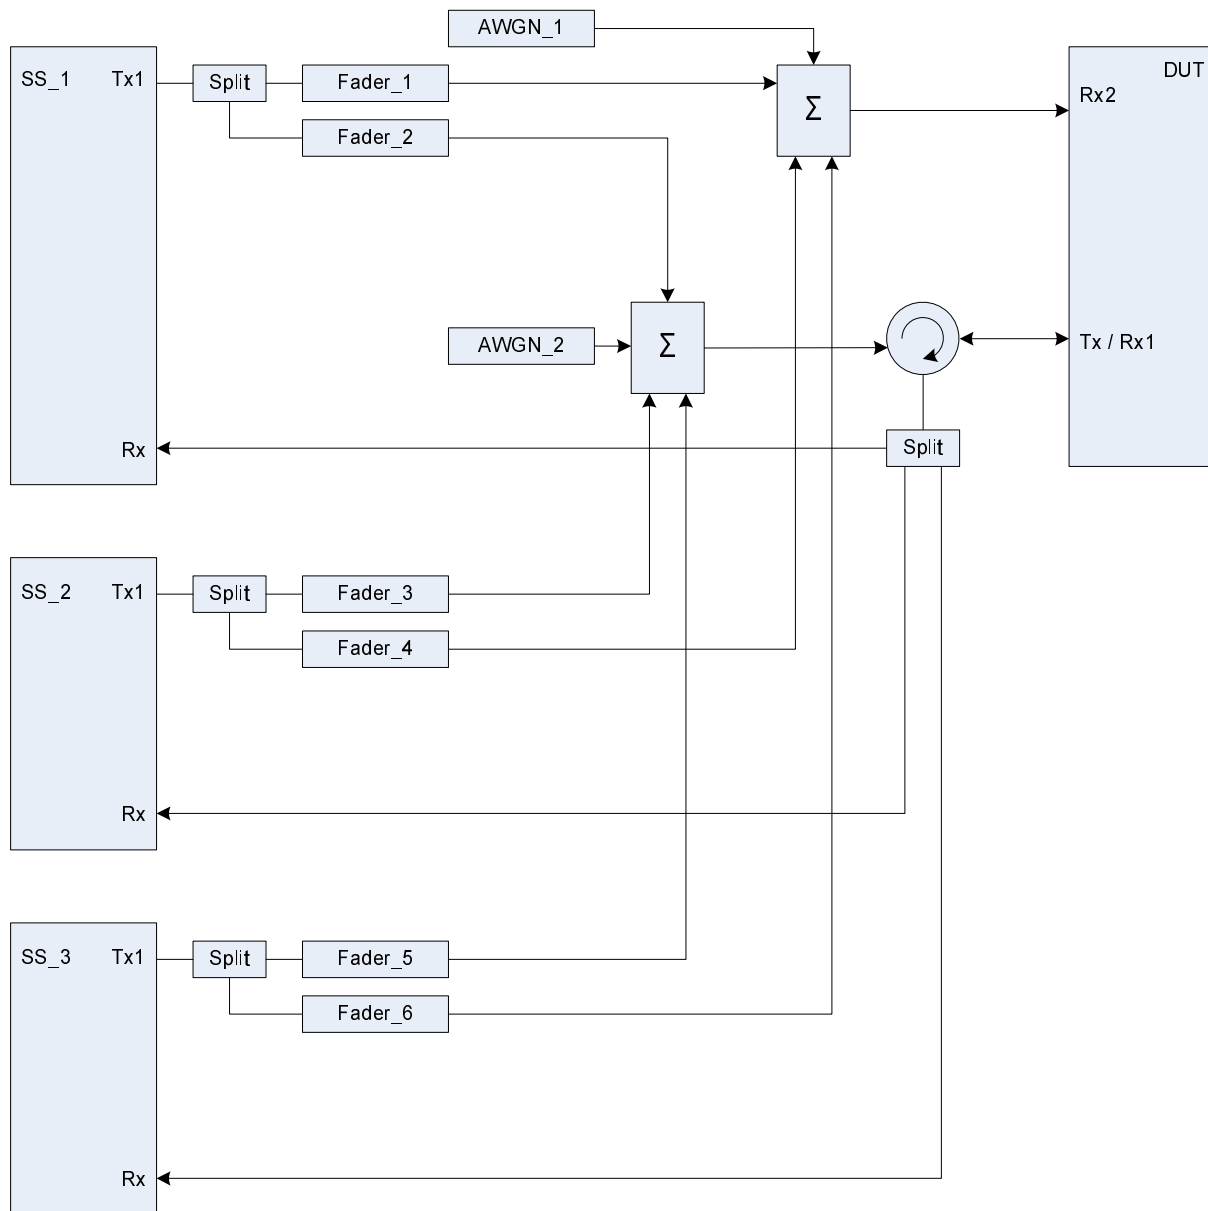 AWGN_1
SS_1 Tx1
Split
Fader_1
Σ
DUT
Rx2
Fader_2
AWGN_2
Σ
Tx / Rx1
Rx
Split
SS_2 Tx1
Split
Fader_3
Fader_4
Rx
SS_3 Tx1
Split
Fader_5
Fader_6
Rx